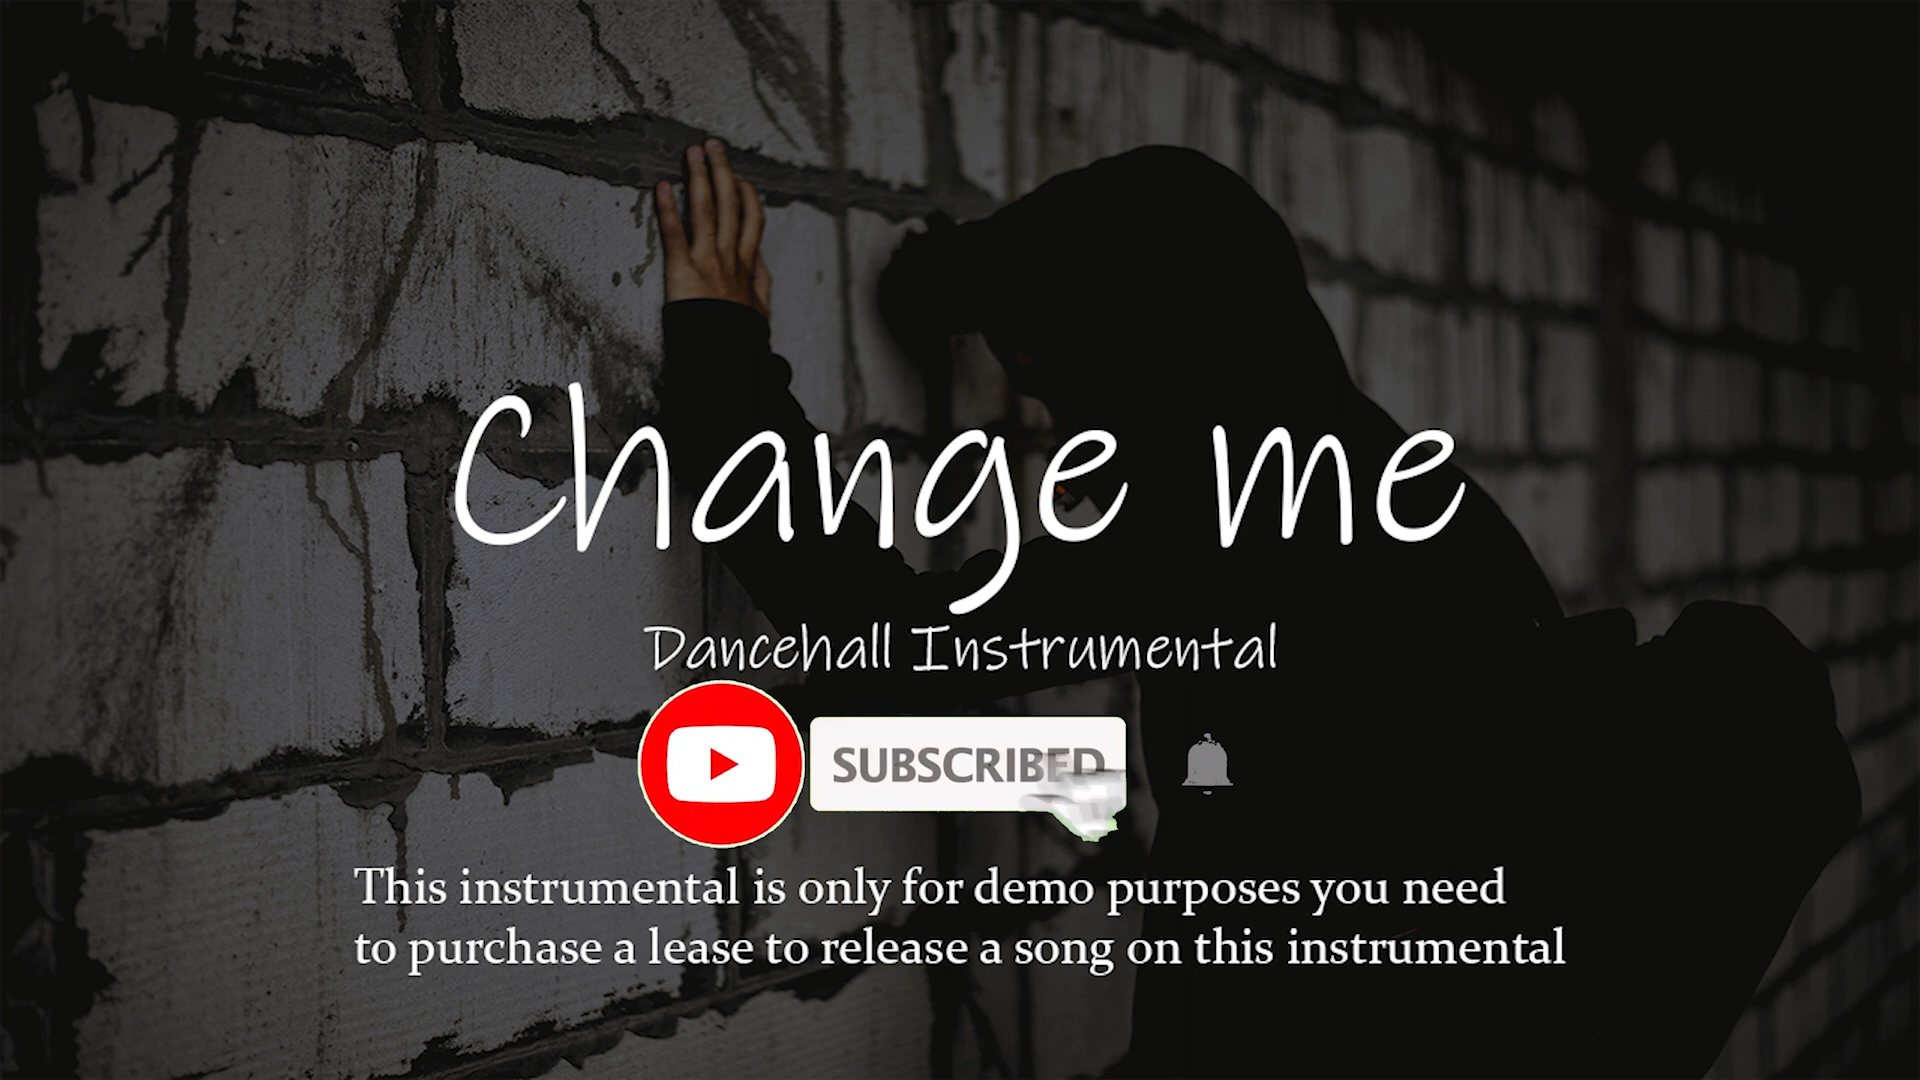 Change me
Dancehall Instrumental
SUBSCRIBED
This instrumental is only for demo purposes you need
to purchase a lease to release a song on this instrumental